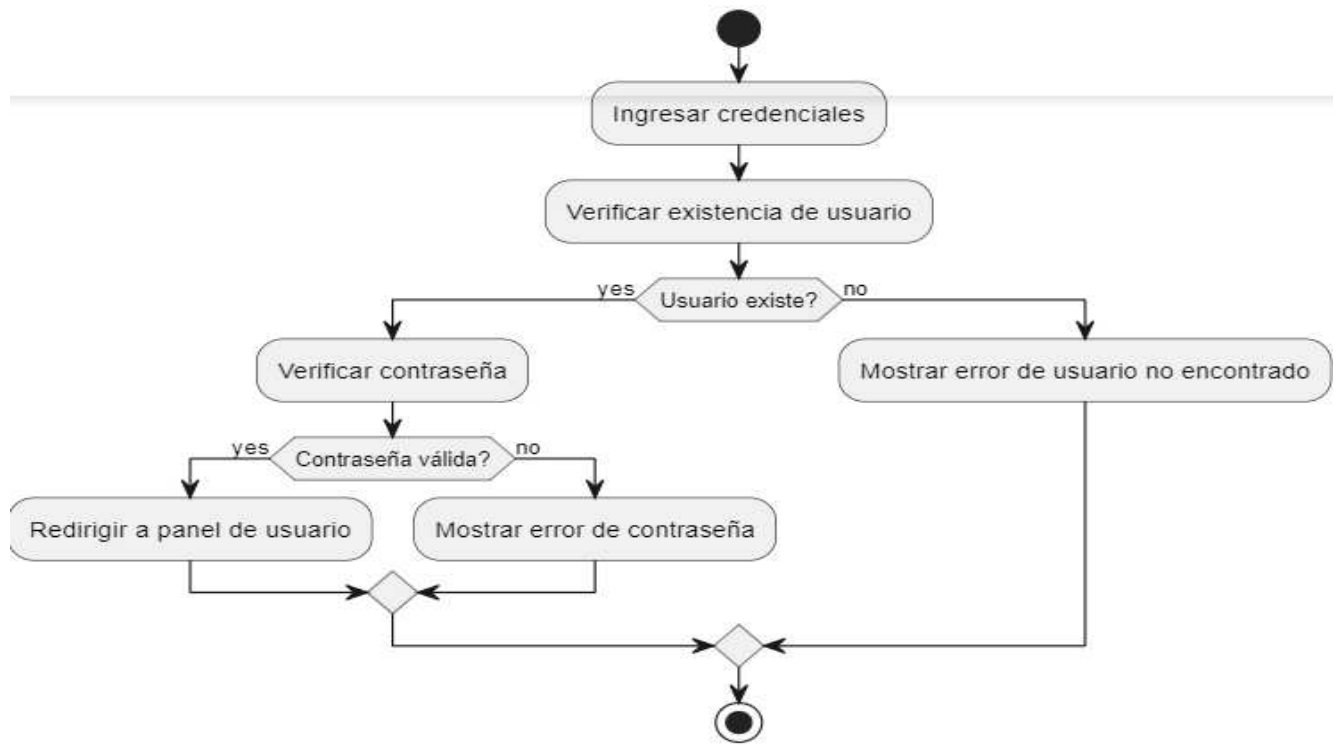 Ingresar credenciales
Verificar existencia de usuario
yes
Usuario existe?
no
Verificar contraseña
Mostrar error de usuario no encontrado
yes
Contraseña válida?
no
Redirigir a panel de usuario
Mostrar error de contraseña